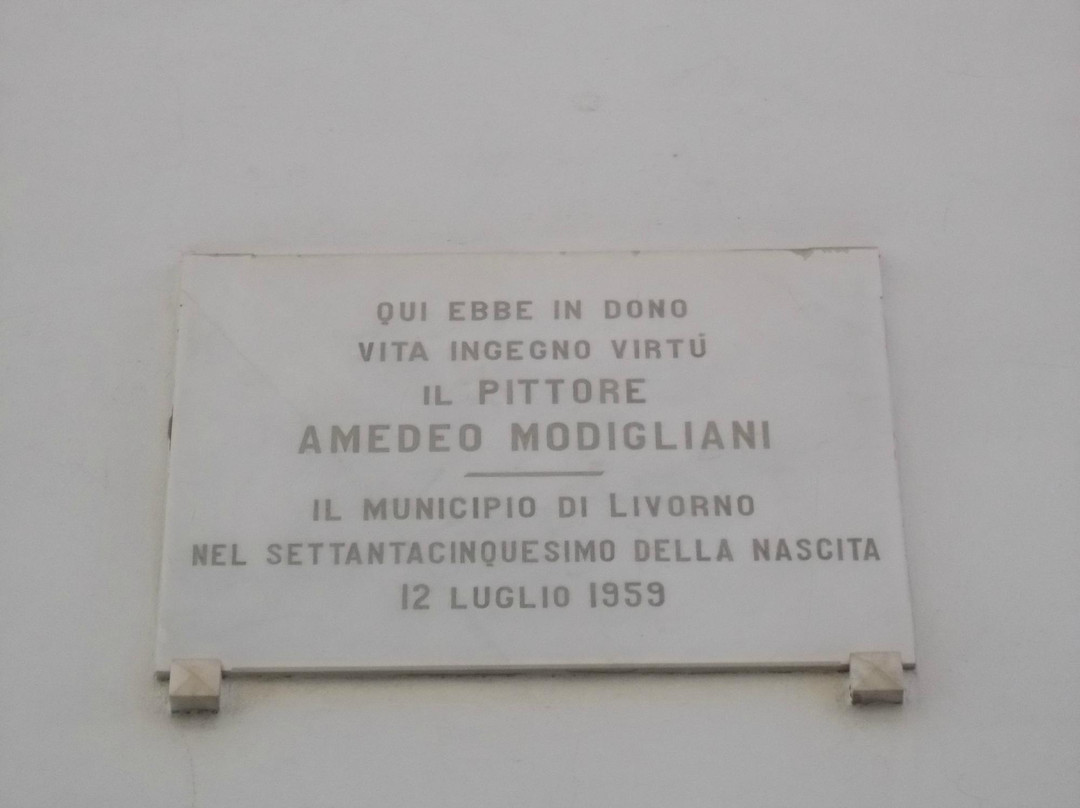 QUI EBBE IN DONO
VITA INGEGNO VIRTÚ
IL PITTORE
AMEDEO MODIGLIANI
IL MUNICIPIO DI LIVORNO
NEL SETTANTACINQUESIMO DELLA NASCITA
12 LUGLIO 1959